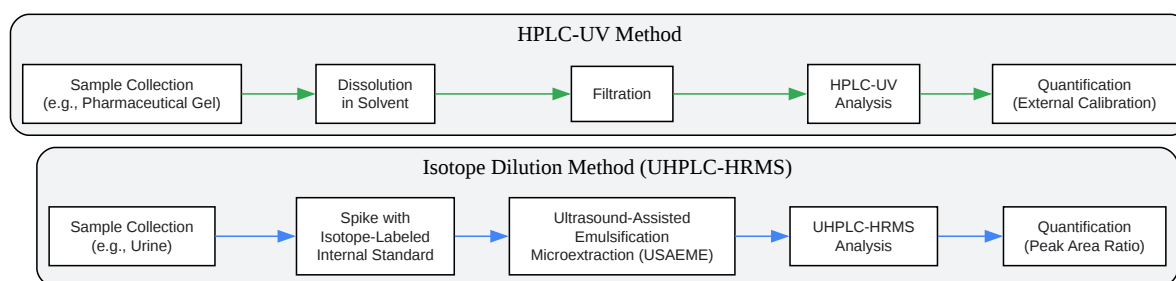 HPLC-UV Method
Sample Collection
(e.g., Pharmaceutical Gel)
Dissolution
in Solvent
Filtration
HPLC-UV
Analysis
Quantification
(External Calibration)
Isotope Dilution Method (UHPLC-HRMS)
Sample Collection
(e.g., Urine)
Spike with
Isotope-Labeled
Internal Standard
Ultrasound-Assisted
Emulsification
Microextraction (USAEME)
UHPLC-HRMS
Analysis
Quantification
(Peak Area Ratio)